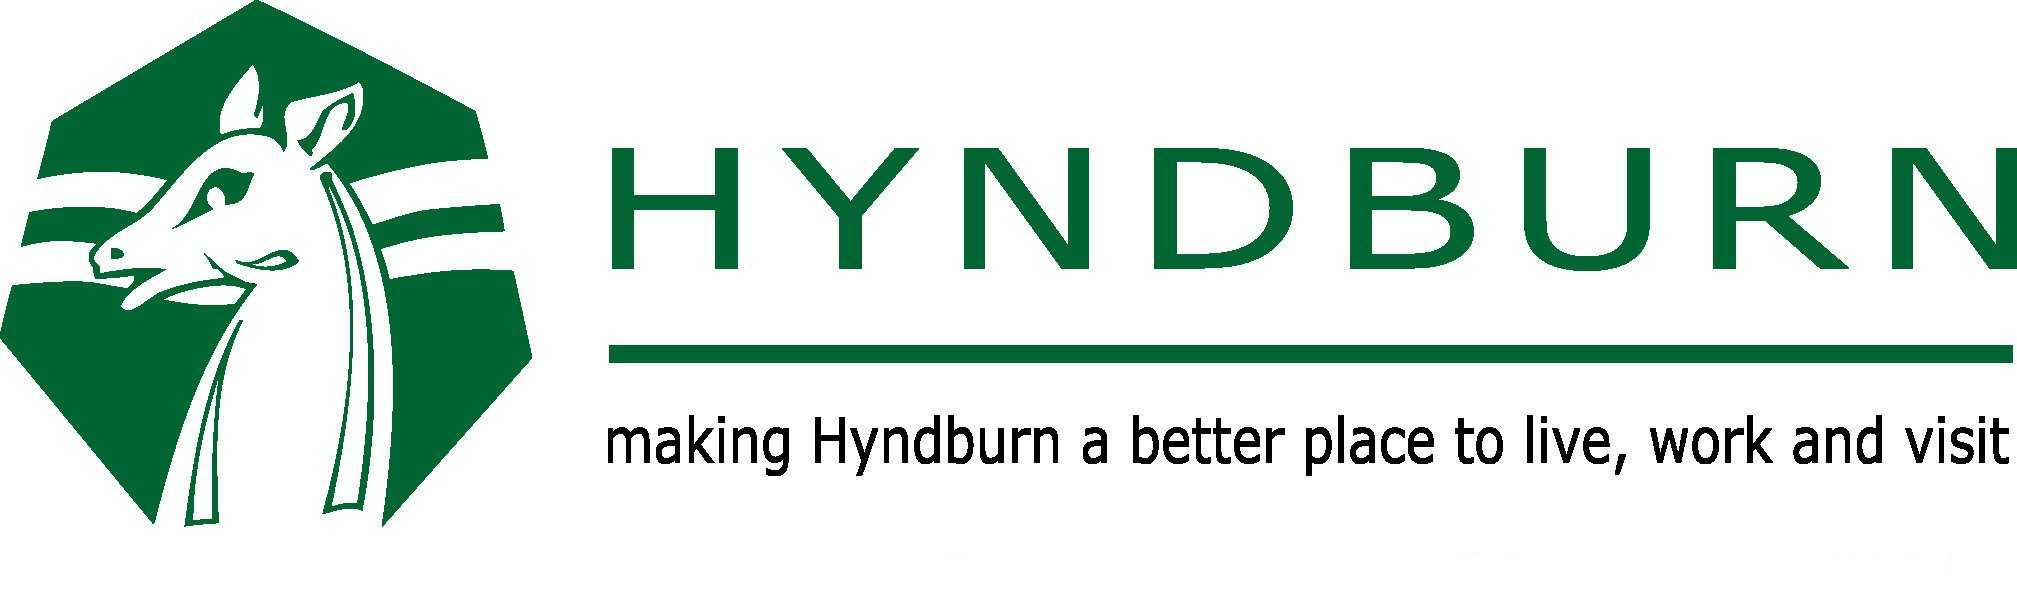 HYNDBURN
making Hyndburn a better place to live, work and visit